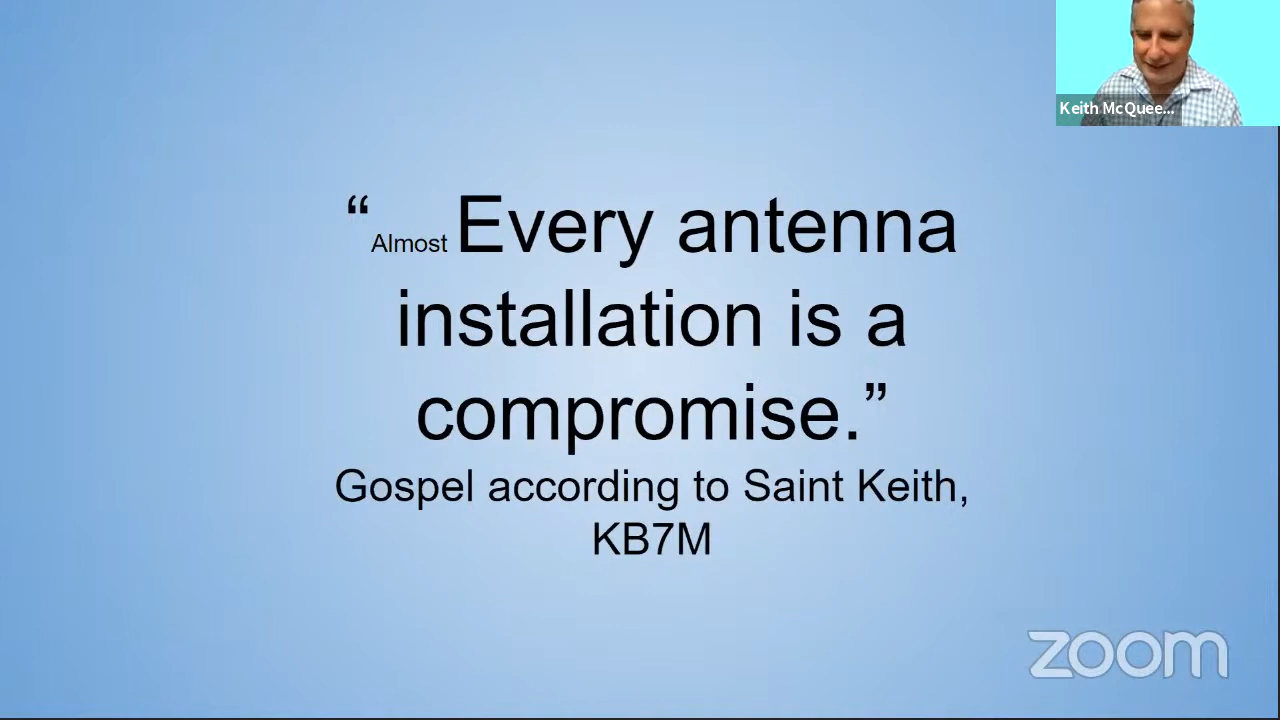 Keith McQuee...
“Almost Every antenna
installation is a
compromise.”
Gospel according to Saint Keith,
KB7M
zoom